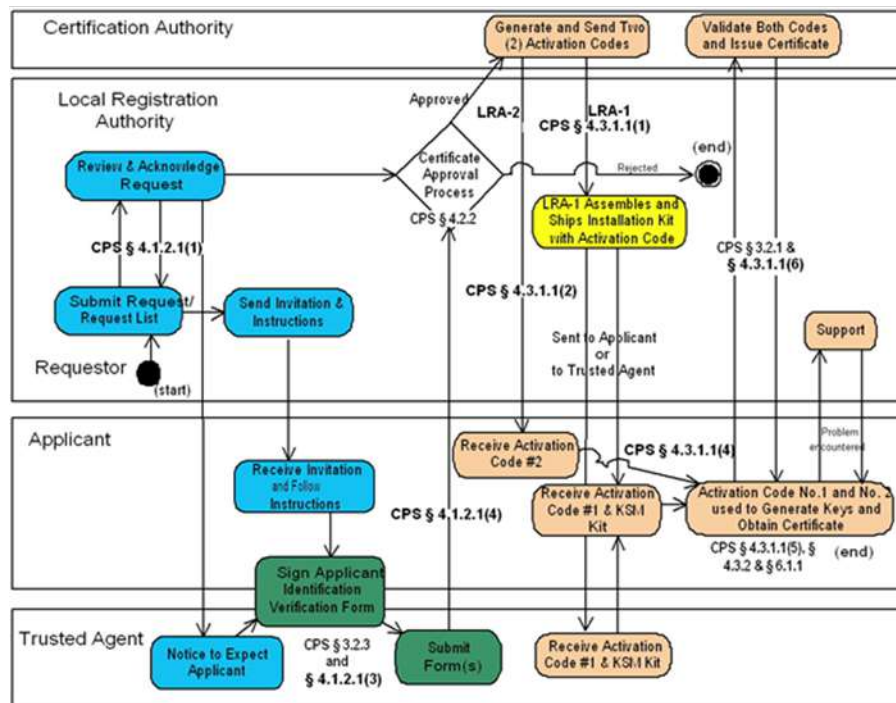 Certification Authority
Generate and Send Two
(2) Activation Codes
Validate Both Codes
and Issue Certificate
Local Registration
Authority
Approved
LRA-2
LRA-1
CPS § 4.3.1.1(1)
(end)
Review & Acknowledge
Request
Certificate
Approval
Process
Rejected
CPS § 4.2.2
LRA-1 Assembles and
Ships Installation Kit
with Activation Code
CPS § 4.1.2.1(1)
CPS § 3.2.1 &
§ 4.3.1.1(6)
CPS § 4.3.1.1(2)
Submit Request/
Request List
Send Invitation &
Instructions
Support
Sent to Applicant
or
to Trusted Agent
Requestor
(start)
Applicant
Receive Activation
Code #2
CPS § 4.3.1.1(4)
Problem
encountered
Receive Invitation
and Follow
Instructions
Receive Activation
Code #1 & KSM
Kit
Activation Code No.1 and No. 2
used to Generate Keys and
Obtain Certificate
CPS § 4.1.2.1(4)
CPS § 4.3.1.1(5), §
4.3.2 & § 6.1.1
(end)
Sign Applicant
Identification
Verification Form
Trusted Agent
Notice to Expect
Applicant
CPS § 3.2.3
and
§ 4.1.2.1(3)
Submit
Form(s)
Receive Activation
Code #1 & KSM Kit